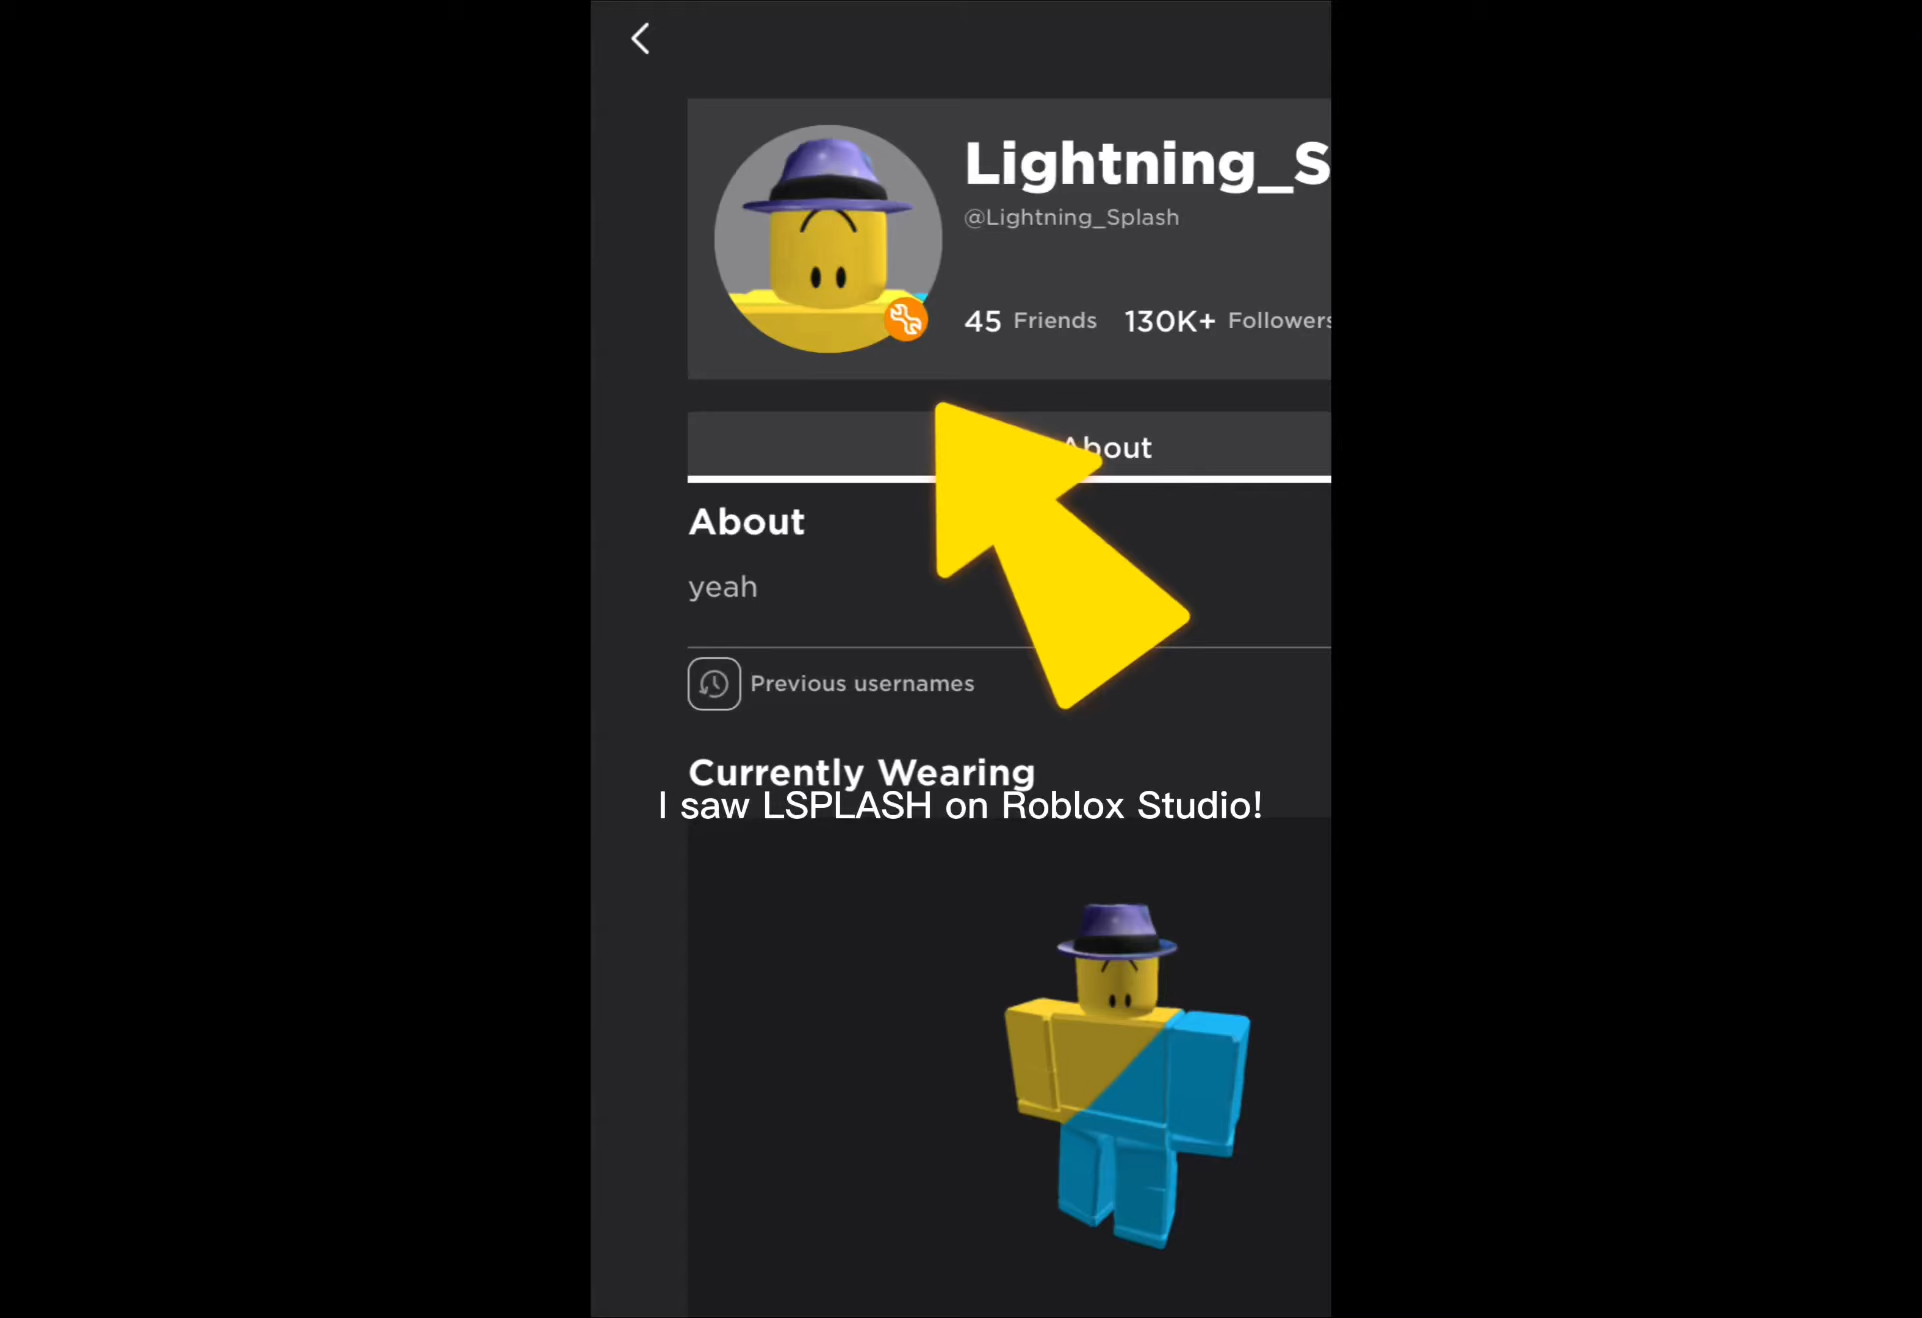 Lightning_S
@Lightning_Splash
45 Friends 130K+ Followers
About
About
yeah
Previous usernames
Currently Wearing
I saw LSPLASH on Roblox Studio!